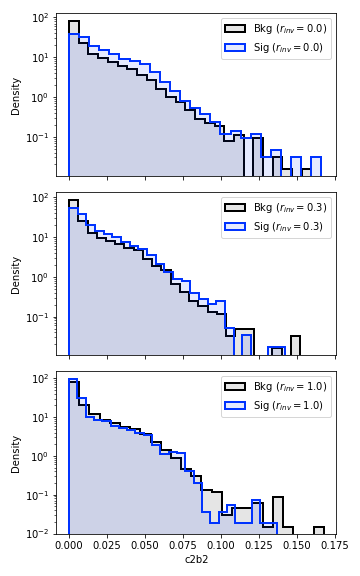 10²
Bkg (r_inv = 0.0)
Sig (r_inv = 0.0)
10¹
Density
10⁰
10⁻¹
10²
Bkg (r_inv = 0.3)
Sig (r_inv = 0.3)
10¹
Density
10⁰
10⁻¹
10²
Bkg (r_inv = 1.0)
Sig (r_inv = 1.0)
10¹
Density
10⁰
10⁻¹
10⁻²
0.000 0.025 0.050 0.075 0.100 0.125 0.150 0.175
c2b2